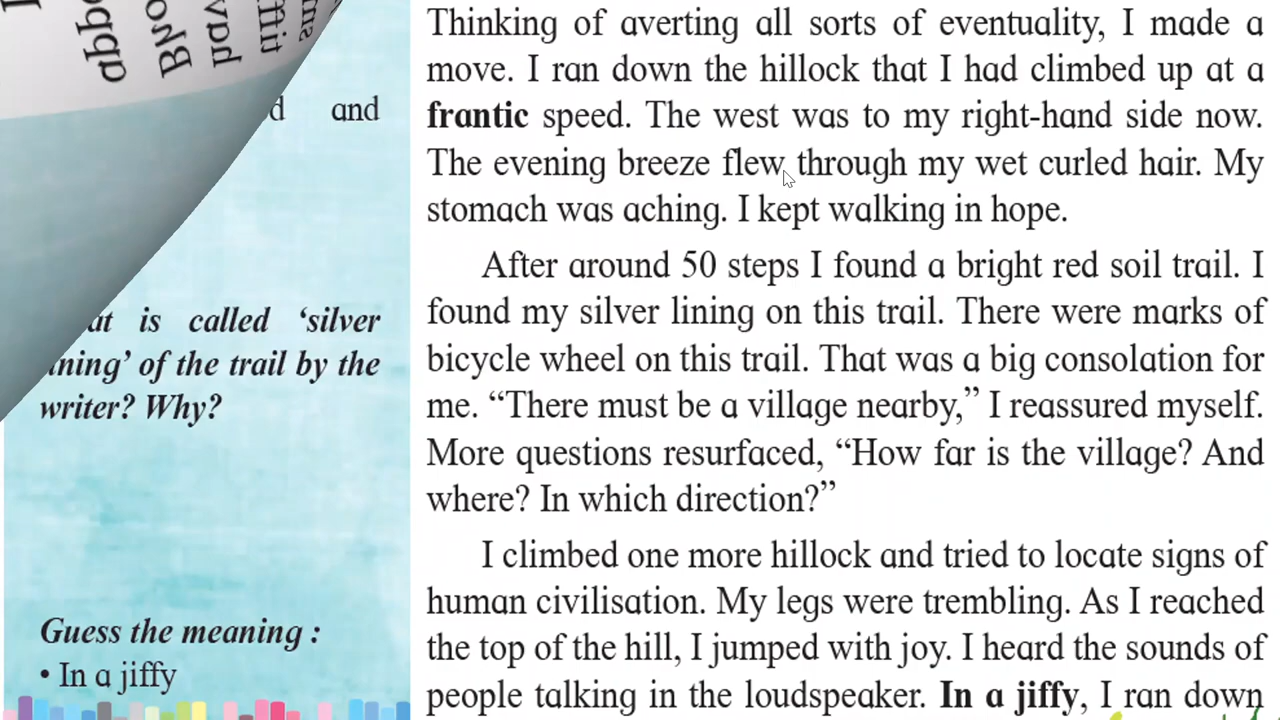 Thinking of averting all sorts of eventuality, I made a
move. I ran down the hillock that I had climbed up at a
frantic speed. The west was to my right-hand side now.
The evening breeze flew through my wet curled hair. My
stomach was aching. I kept walking in hope.
After around 50 steps I found a bright red soil trail. I
found my silver lining on this trail. There were marks of
bicycle wheel on this trail. That was a big consolation for
me. “There must be a village nearby,” I reassured myself.
More questions resurfaced, “How far is the village? And
where? In which direction?”
I climbed one more hillock and tried to locate signs of
human civilisation. My legs were trembling. As I reached
the top of the hill, I jumped with joy. I heard the sounds of
people talking in the loudspeaker. In a jiffy, I ran down
and
is called ‘silver
of the trail by the
writer? Why?
Guess the meaning :
• In a jiffy